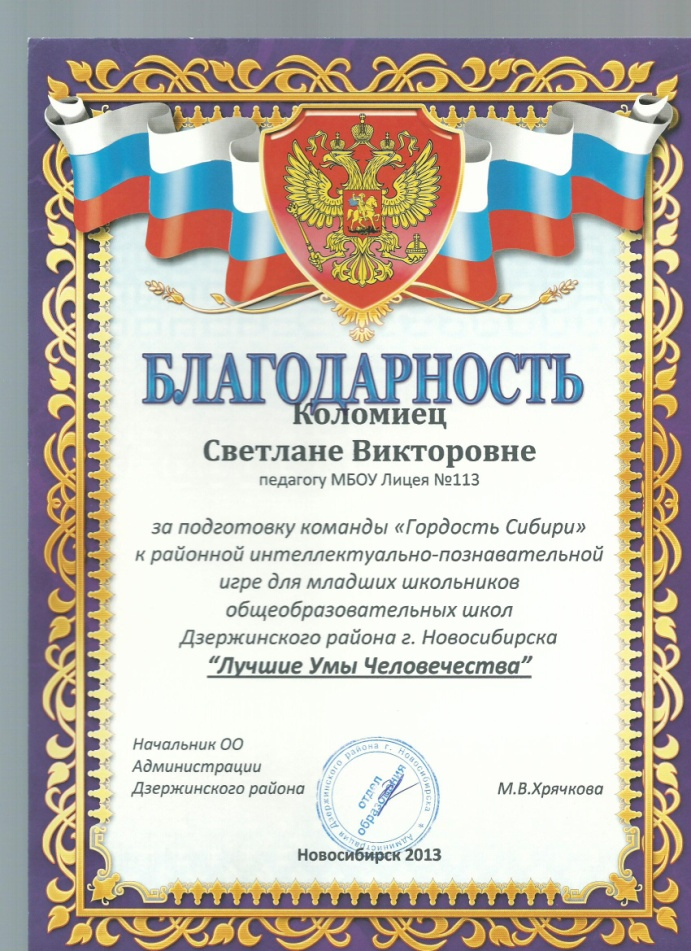 БЛАГОДАРНОСТЬ
Коломиец
Светлане Викторовне
педагогу МБОУ Лицея №113
за подготовку команды «Гордость Сибири»
к районной интеллектуально-познавательной
игре для младших школьников
общеобразовательных школ
Дзержинского района г. Новосибирска
“Лучшие Умы Человечества”
Начальник ОО
Администрации
Дзержинского района
М.В.Хрячкова
Администрация Дзержинского района г. Новосибирска
отдел
образования
Новосибирск 2013